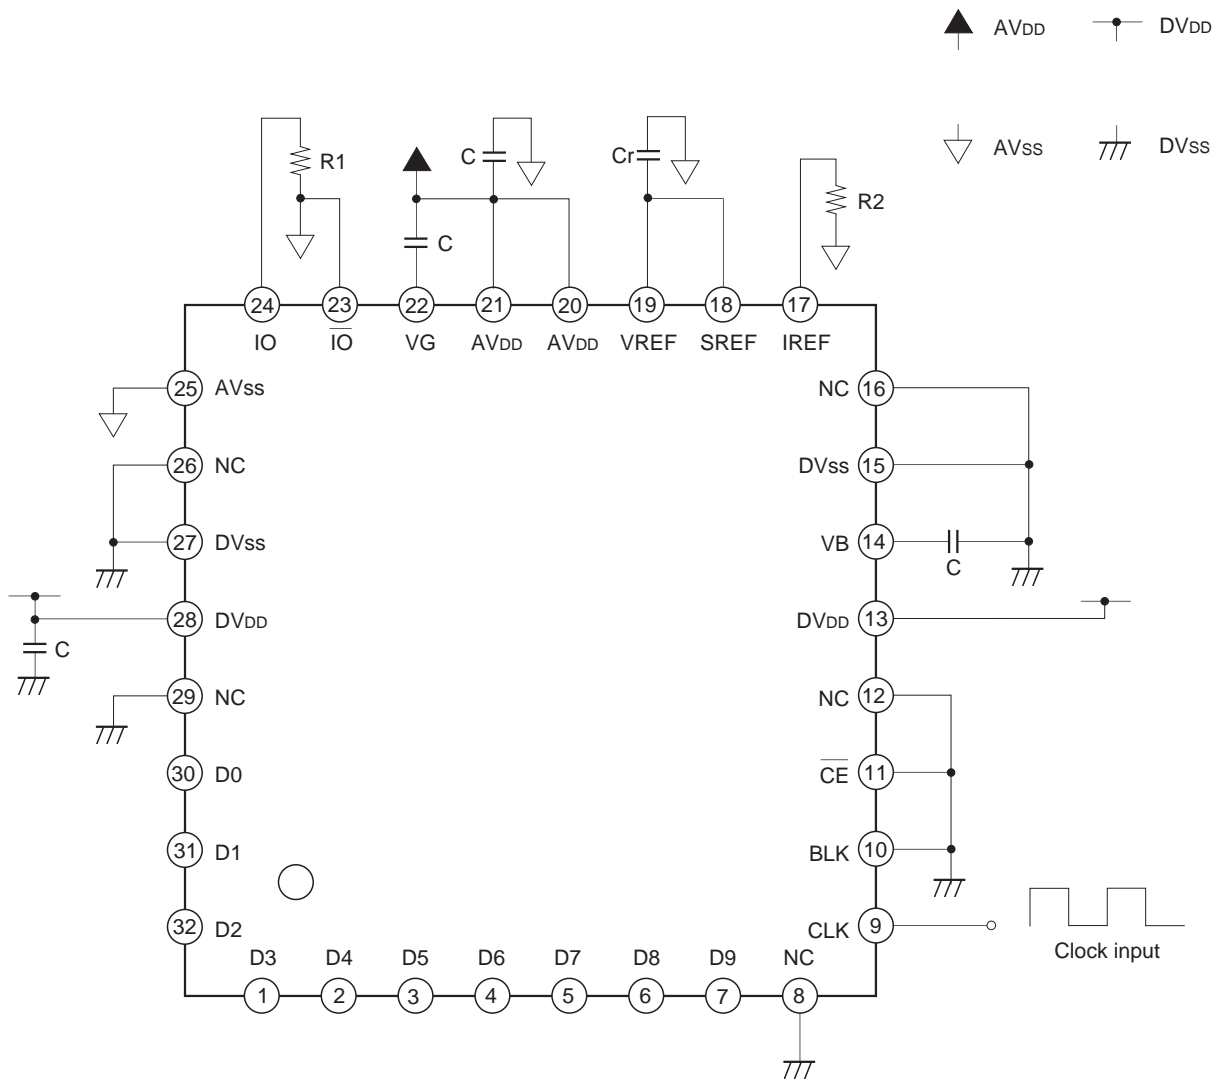 AVDD
DVDD
AVSS
DVSS
R1
C
Cr
R2
C
24 23 22 21 20 19 18 17
IO IO VG AVDD AVDD VREF SREF IREF
25 AVSS
NC 16
26 NC
DVSS 15
27 DVSS
VB 14
C
28 DVDD
DVDD 13
C
29 NC
NC 12
30 D0
CE 11
31 D1
BLK 10
32 D2
CLK 9
Clock input
D3 D4 D5 D6 D7 D8 D9 NC
1 2 3 4 5 6 7 8